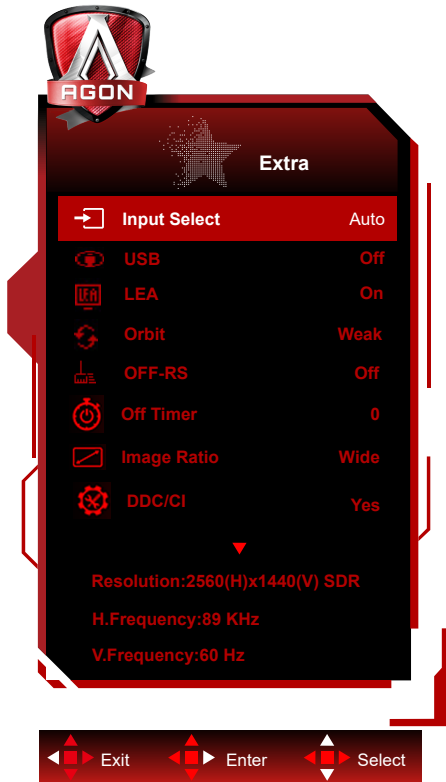 AGON
Extra
Input Select Auto
USB Off
LEA On
Orbit Weak
OFF-RS Off
Off Timer 0
Image Ratio Wide
DDC/CI Yes
Resolution:2560(H)x1440(V) SDR
H.Frequency:89 KHz
V.Frequency:60 Hz
Exit Enter Select